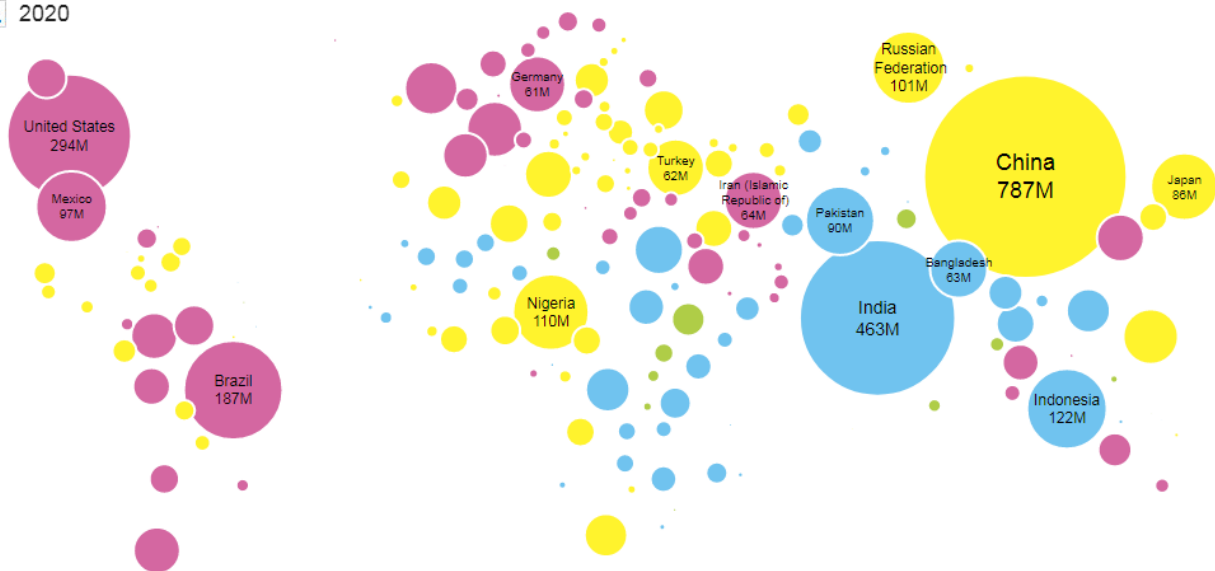 2020
Russian
Federation
101M
Germany
61M
United States
294M
China
787M
Turkey
62M
Iran (Islamic
Republic of)
64M
Japan
86M
Mexico
97M
Pakistan
90M
Bangladesh
63M
Nigeria
110M
India
463M
Brazil
187M
Indonesia
122M